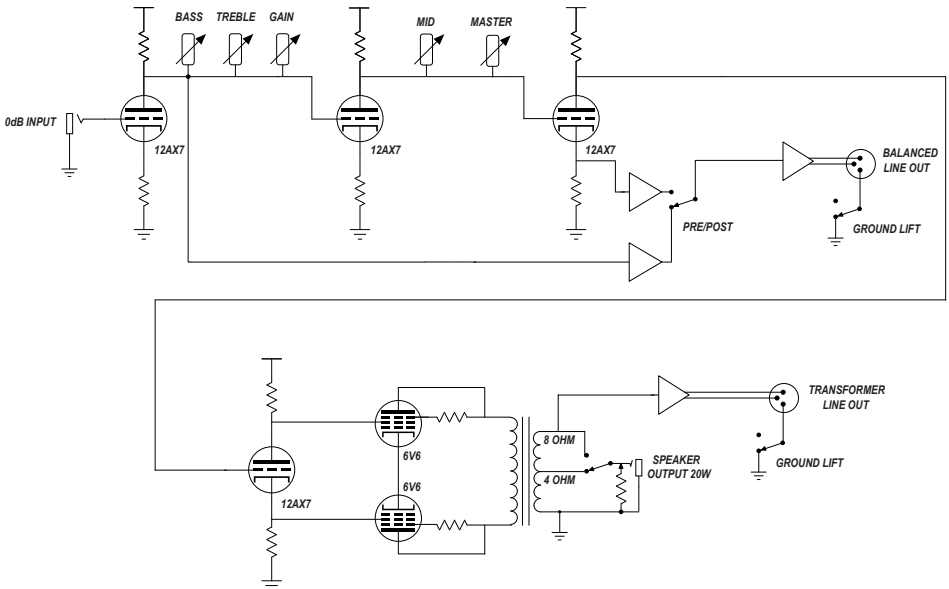 BASS
TREBLE
GAIN
MID
MASTER
0dB INPUT
12AX7
12AX7
12AX7
BALANCED
LINE OUT
PRE/POST
GROUND LIFT
TRANSFORMER
LINE OUT
8 OHM
6V6
SPEAKER
OUTPUT 20W
GROUND LIFT
4 OHM
6V6
12AX7